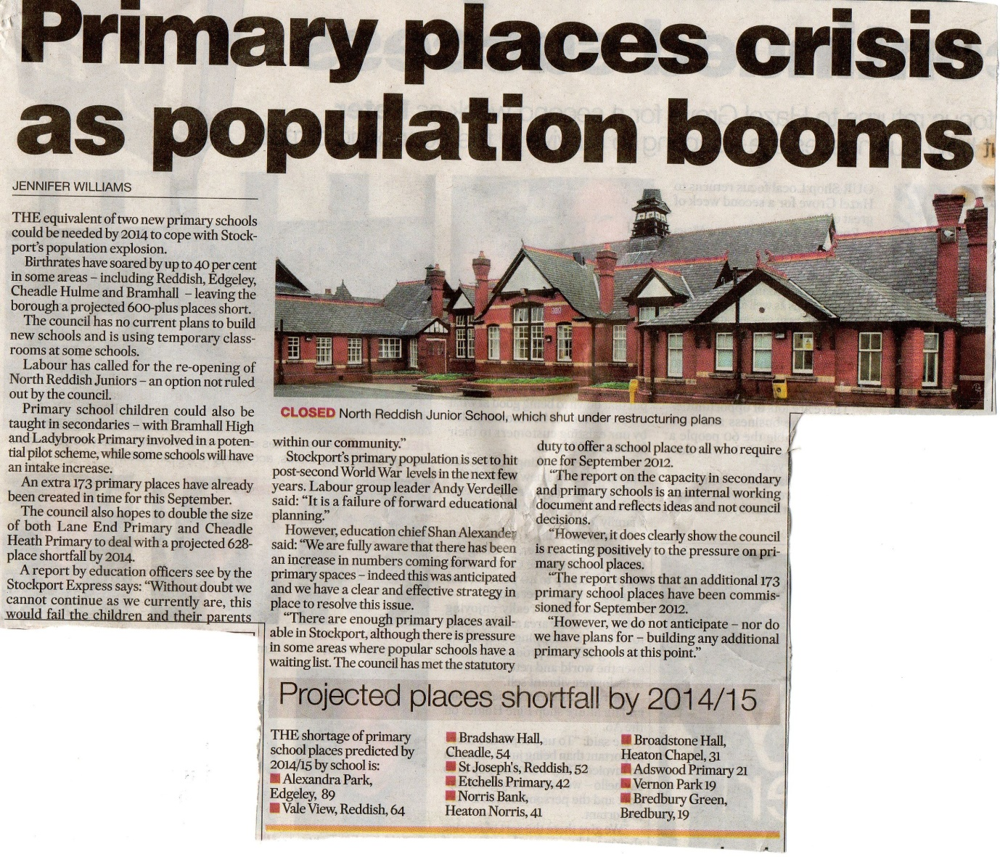 Primary places crisis
as population booms
JENNIFER WILLIAMS
THE equivalent of two new primary schools
could be needed by 2014 to cope with Stock-
port's population explosion.
Birthrates have soared by up to 40 per cent
in some areas – including Reddish, Edgeley,
Cheadle Hulme and Bramhall – leaving the
borough a projected 600-plus places short.
The council has no current plans to build
new schools and is using temporary class-
rooms at some schools.
Labour has called for the re-opening of
North Reddish Juniors – an option not ruled
out by the council.
Primary school children could also be
taught in secondaries – with Bramhall High
and Ladybrook Primary involved in a poten-
tial pilot scheme, while some schools will have
an intake increase.
An extra 173 primary places have already
been created in time for this September.
The council also hopes to double the size
of both Lane End Primary and Cheadle
Heath Primary to deal with a projected 628-
place shortfall by 2014.
A report by education officers see by the
Stockport Express says: “Without doubt we
cannot continue as we currently are, this
would fail the children and their parents
CLOSED North Reddish Junior School, which shut under restructuring plans
within our community.”
Stockport's primary population is set to hit
post-second World War levels in the next few
years. Labour group leader Andy Verdeille
said: “It is a failure of forward educational
planning.”
However, education chief Shan Alexander
said: “We are fully aware that there has been
an increase in numbers coming forward for
primary spaces – indeed this was anticipated
and we have a clear and effective strategy in
place to resolve this issue.
“There are enough primary places avail-
able in Stockport, although there is pressure
in some areas where popular schools have a
waiting list. The council has met the statutory
duty to offer a school place to all who require
one for September 2012.
“The report on the capacity in secondary
and primary schools is an internal working
document and reflects ideas and not council
decisions.
“However, it does clearly show the council
is reacting positively to the pressure on pri-
mary school places.
“The report shows that an additional 173
primary school places have been commis-
sioned for September 2012.
“However, we do not anticipate – nor do
we have plans for – building any additional
primary schools at this point.”
Projected places shortfall by 2014/15
THE shortage of primary
school places predicted by
2014/15 by school is:
■ Alexandra Park,
Edgeley, 89
■ Vale View, Reddish, 64
■ Bradshaw Hall,
Cheadle, 54
■ St Joseph's, Reddish, 52
■ Etchells Primary, 42
■ Norris Bank,
Heaton Norris, 41
■ Broadstone Hall,
Heaton Chapel, 31
■ Adswood Primary 21
■ Vernon Park 19
■ Bredbury Green,
Bredbury, 19